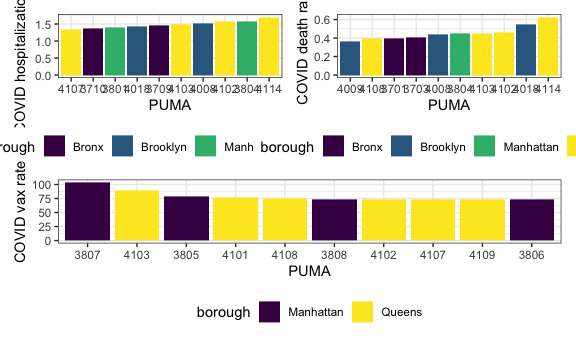 COVID hospitalizatio
1.5
1.0
0.5
0.0
4107 3710 3801 4018 3709 4103 4008 4102 3804 4114
PUMA
COVID death ra
0.6
0.4
0.2
0.0
4009 4108 3701 3703 4008 3804 4103 4102 4018 4114
PUMA
rough Bronx Brooklyn Manh
borough Bronx Brooklyn Manhattan
COVID vax rate
100
75
50
25
0
3807 4103 3805 4101 4108 3808 4102 4107 4109 3806
PUMA
borough Manhattan Queens